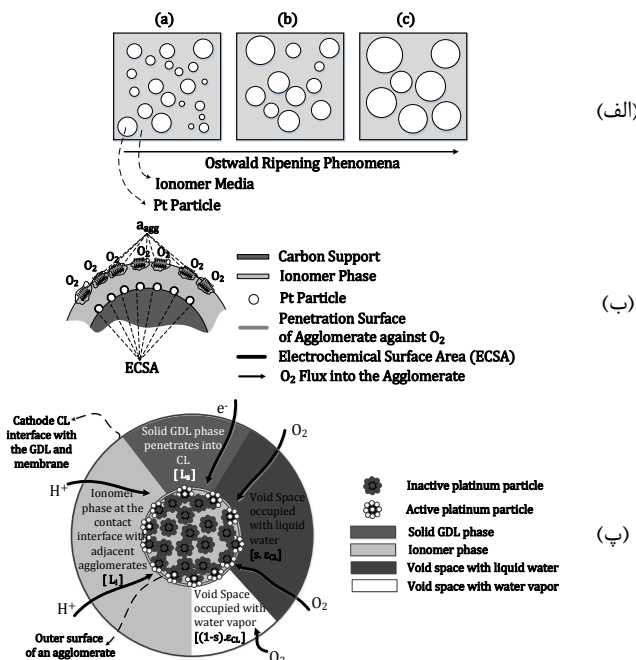 (a)
(b)
(c)
(الف)
Ostwald Ripening Phenomena
Ionomer Media
Pt Particle
a_agg
O₂
O₂
O₂
O₂
O₂
O₂
O₂
O₂
ECSA
Carbon Support
Ionomer Phase
Pt Particle
Penetration Surface
of Agglomerate against O₂
Electrochemical Surface Area (ECSA)
O₂ Flux into the Agglomerate
(ب)
Cathode CL
interface with
the GDL and
membrane
e⁻
Solid GDL phase
penetrates into
CL
[Lₛ]
O₂
H⁺
Ionomer
phase at the
contact
interface with
adjacent
agglomerates
[Lᵢ]
Void Space
occupied
with liquid
water
[s. ε_CL]
H⁺
Void Space
occupied with
water vapor
[(1-s).ε_CL]
O₂
O₂
Outer surface
of an agglomerate
Inactive platinum particle
Active platinum particle
Solid GDL phase
Ionomer phase
Void space with liquid water
Void space with water vapor
(پ)